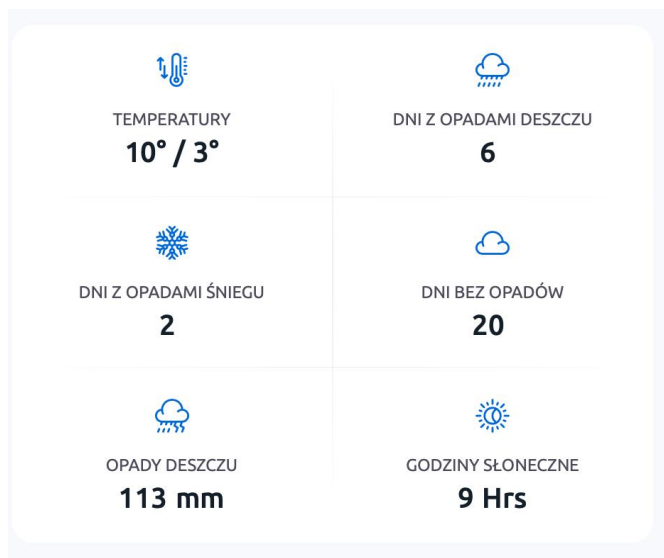 TEMPERATURY
10° / 3°
DNI Z OPADAMI DESZCZU
6
DNI Z OPADAMI ŚNIEGU
2
DNI BEZ OPADÓW
20
OPADY DESZCZU
113 mm
GODZINY SŁONECZNE
9 Hrs